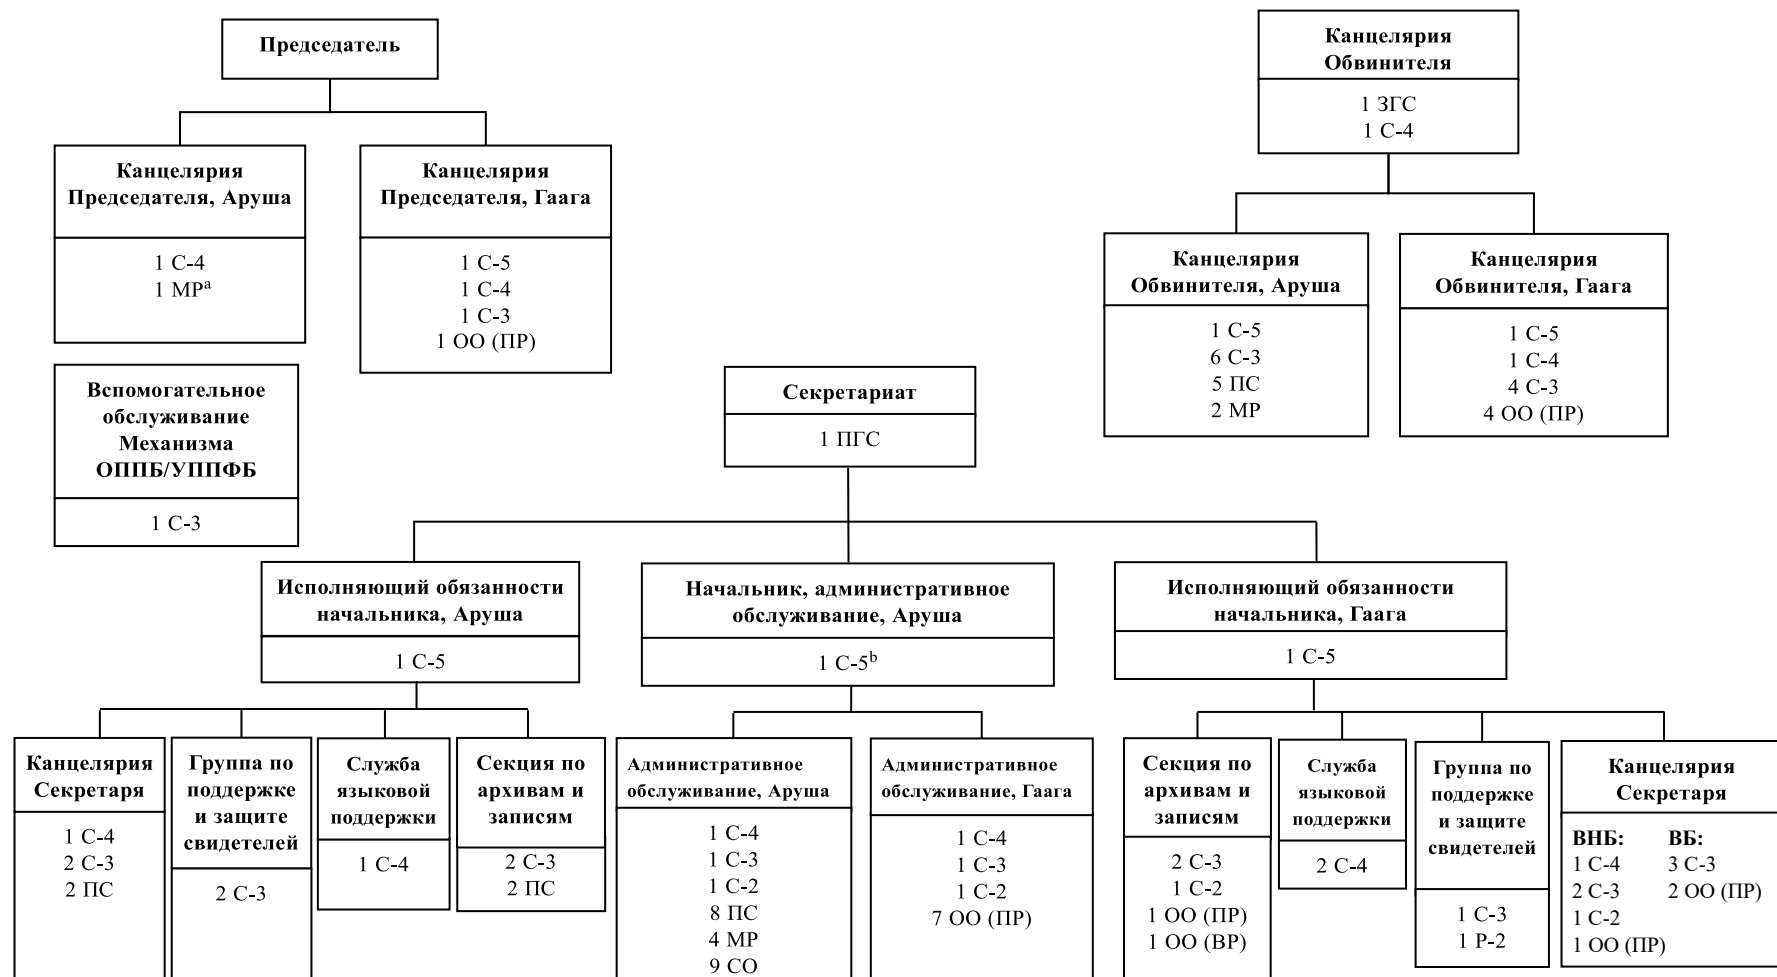 Председатель
Канцелярия
Председателя, Аруша
1 С-4
1 МРᵃ
Канцелярия
Председателя, Гаага
1 С-5
1 С-4
1 С-3
1 ОО (ПР)
Вспомогательное
обслуживание
Механизма
ОППБ/УППФБ
1 С-3
Канцелярия
Обвинителя
1 ЗГС
1 С-4
Канцелярия
Обвинителя, Аруша
1 С-5
6 С-3
5 ПС
2 МР
Канцелярия
Обвинителя, Гаага
1 С-5
1 С-4
4 С-3
4 ОО (ПР)
Секретариат
1 ПГС
Исполняющий обязанности
начальника, Аруша
1 С-5
Начальник, административное
обслуживание, Аруша
1 С-5ᵇ
Исполняющий обязанности
начальника, Гаага
1 С-5
Канцелярия
Секретаря
1 С-4
2 С-3
2 ПС
Группа по
поддержке
и защите
свидетелей
2 С-3
Служба
языковой
поддержки
1 С-4
Секция по
архивам и
записям
2 С-3
2 ПС
Административное
обслуживание, Аруша
1 С-4
1 С-3
1 С-2
8 ПС
4 МР
9 СО
Административное
обслуживание, Гаага
1 С-4
1 С-3
1 С-2
7 ОО (ПР)
Секция по
архивам и
записям
2 С-3
1 С-2
1 ОО (ПР)
1 ОО (ВР)
Служба
языковой
поддержки
2 С-4
Группа по
поддержке
и защите
свидетелей
1 С-3
1 Р-2
Канцелярия
Секретаря
ВНБ:
1 С-4
2 С-3
1 С-2
1 ОО (ПР)
ВБ:
3 С-3
2 ОО (ПР)